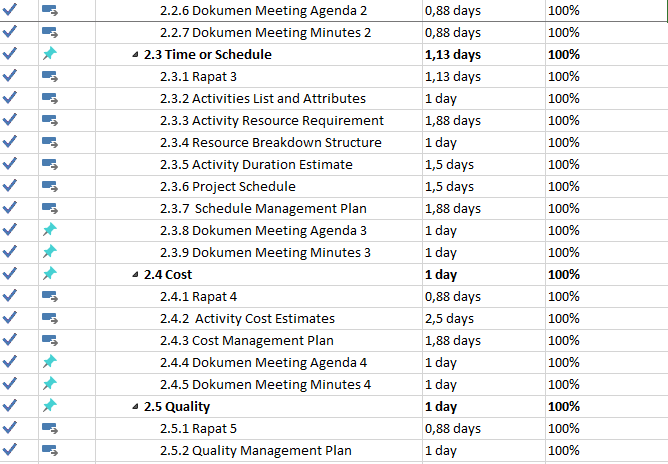 2.2.6 Dokumen Meeting Agenda 2 0,88 days 100%
2.2.7 Dokumen Meeting Minutes 2 0,88 days 100%
2.3 Time or Schedule 1,13 days 100%
2.3.1 Rapat 3 1,13 days 100%
2.3.2 Activities List and Attributes 1 day 100%
2.3.3 Activity Resource Requirement 1,88 days 100%
2.3.4 Resource Breakdown Structure 1 day 100%
2.3.5 Activity Duration Estimate 1,5 days 100%
2.3.6 Project Schedule 1,5 days 100%
2.3.7 Schedule Management Plan 1,88 days 100%
2.3.8 Dokumen Meeting Agenda 3 1 day 100%
2.3.9 Dokumen Meeting Minutes 3 1 day 100%
2.4 Cost 1 day 100%
2.4.1 Rapat 4 0,88 days 100%
2.4.2 Activity Cost Estimates 2,5 days 100%
2.4.3 Cost Management Plan 1,88 days 100%
2.4.4 Dokumen Meeting Agenda 4 1 day 100%
2.4.5 Dokumen Meeting Minutes 4 1 day 100%
2.5 Quality 1 day 100%
2.5.1 Rapat 5 0,88 days 100%
2.5.2 Quality Management Plan 1 day 100%